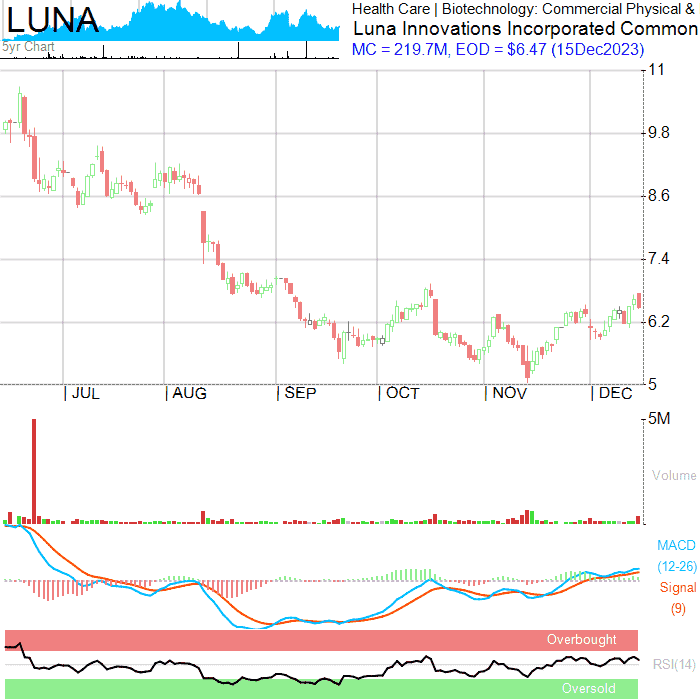 LUNA
5yr Chart
Health Care | Biotechnology: Commercial Physical &
Luna Innovations Incorporated Common
MC = 219.7M, EOD = $6.47 (15Dec2023)
11
9.8
8.6
7.4
6.2
5
JUL AUG SEP OCT NOV DEC
5M
Volume
MACD
(12-26)
Signal
(9)
Overbought
RSI(14)
Oversold